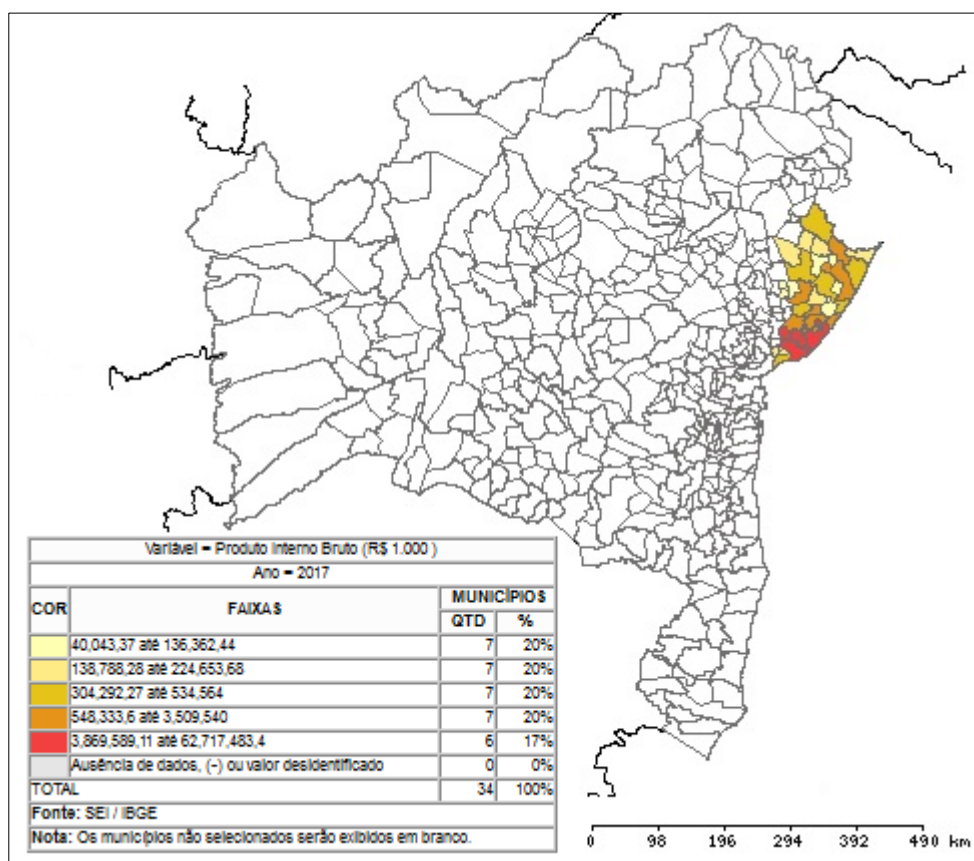 Variável = Produto Interno Bruto (R$ 1.000 )
Ano = 2017
COR FAIXAS MUNICÍPIOS
QTD %
40,043,37 até 136,362,44 7 20%
138,788,28 até 224,653,68 7 20%
304,292,27 até 534,564 7 20%
548,333,6 até 3,509,540 7 20%
3,869,589,11 até 62,717,483,4 6 17%
Ausência de dados, (-) ou valor desidentificado 0 0%
TOTAL 34 100%
Fonte: SEI / IBGE
Nota: Os municípios não selecionados serão exibidos em branco.
0 98 196 294 392 490 km